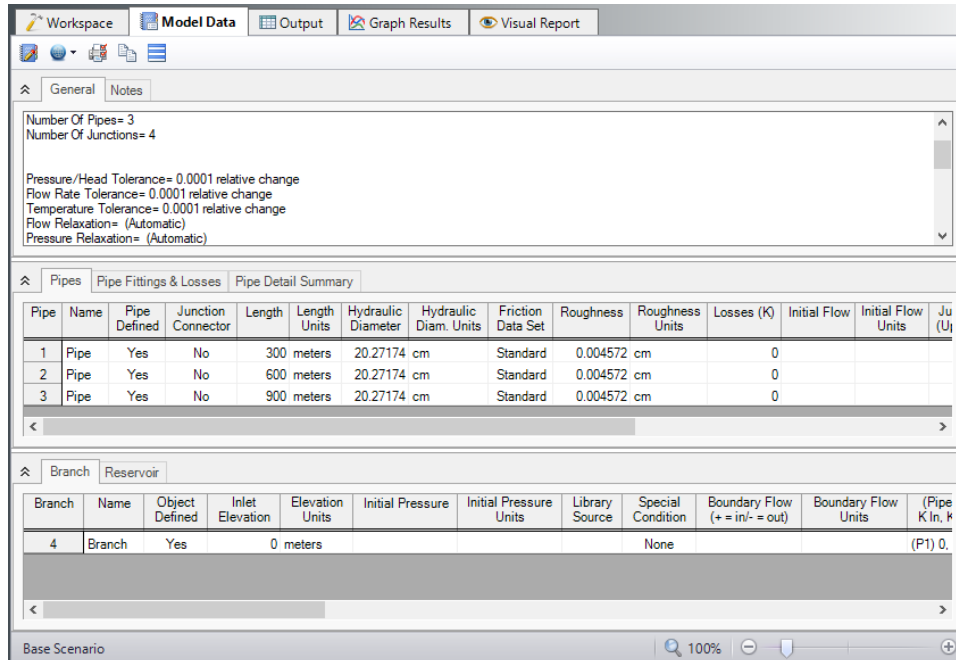 Workspace Model Data Output Graph Results Visual Report
General Notes
Number Of Pipes= 3
Number Of Junctions= 4
Pressure/Head Tolerance= 0.0001 relative change
Flow Rate Tolerance= 0.0001 relative change
Temperature Tolerance= 0.0001 relative change
Flow Relaxation= (Automatic)
Pressure Relaxation= (Automatic)
Pipes Pipe Fittings & Losses Pipe Detail Summary
Pipe Name Pipe Defined Junction Connector Length Length Units Hydraulic Diameter Hydraulic Diam. Units Friction Data Set Roughness Roughness Units Losses (K) Initial Flow Initial Flow Units Ju (U
1 Pipe Yes No 300 meters 20.27174 cm Standard 0.004572 cm 0
2 Pipe Yes No 600 meters 20.27174 cm Standard 0.004572 cm 0
3 Pipe Yes No 900 meters 20.27174 cm Standard 0.004572 cm 0
Branch Reservoir
Branch Name Object Defined Inlet Elevation Elevation Units Initial Pressure Initial Pressure Units Library Source Special Condition Boundary Flow (+ = in/- = out) Boundary Flow Units (Pipe K In, K
4 Branch Yes 0 meters None (P1) 0,
Base Scenario 100%